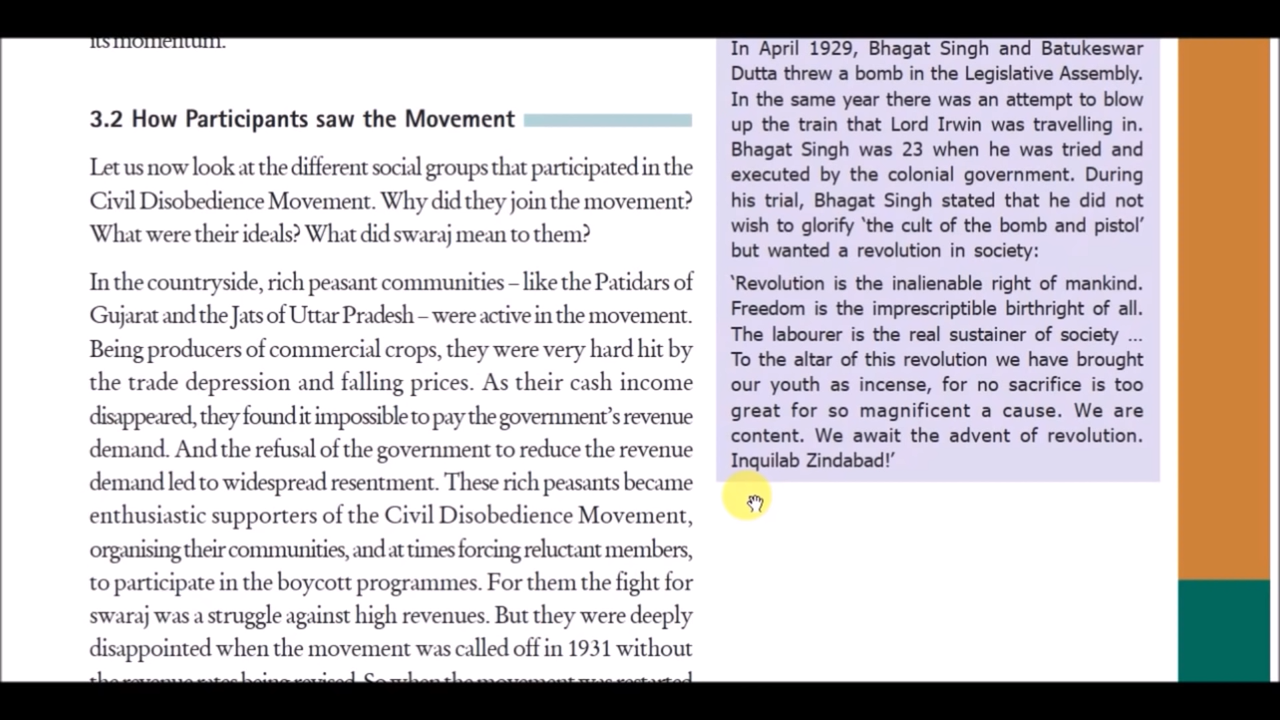 its momentum.
3.2 How Participants saw the Movement
Let us now look at the different social groups that participated in the
Civil Disobedience Movement. Why did they join the movement?
What were their ideals? What did swaraj mean to them?
In the countryside, rich peasant communities – like the Patidars of
Gujarat and the Jats of Uttar Pradesh – were active in the movement.
Being producers of commercial crops, they were very hard hit by
the trade depression and falling prices. As their cash income
disappeared, they found it impossible to pay the government's revenue
demand. And the refusal of the government to reduce the revenue
demand led to widespread resentment. These rich peasants became
enthusiastic supporters of the Civil Disobedience Movement,
organising their communities, and at times forcing reluctant members,
to participate in the boycott programmes. For them the fight for
swaraj was a struggle against high revenues. But they were deeply
disappointed when the movement was called off in 1931 without
the revenue rates being revised. So when the movement was restarted
In April 1929, Bhagat Singh and Batukeswar
Dutta threw a bomb in the Legislative Assembly.
In the same year there was an attempt to blow
up the train that Lord Irwin was travelling in.
Bhagat Singh was 23 when he was tried and
executed by the colonial government. During
his trial, Bhagat Singh stated that he did not
wish to glorify 'the cult of the bomb and pistol'
but wanted a revolution in society:
'Revolution is the inalienable right of mankind.
Freedom is the imprescriptible birthright of all.
The labourer is the real sustainer of society ...
To the altar of this revolution we have brought
our youth as incense, for no sacrifice is too
great for so magnificent a cause. We are
content. We await the advent of revolution.
Inquilab Zindabad!'